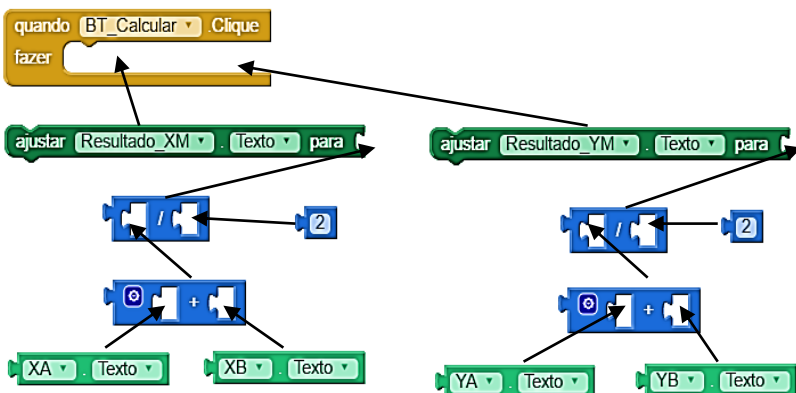 quando BT_Calcular .Clique
fazer
ajustar Resultado_XM . Texto para
ajustar Resultado_YM . Texto para
/ 2
/ 2
+
+
XA . Texto
XB . Texto
YA . Texto
YB . Texto